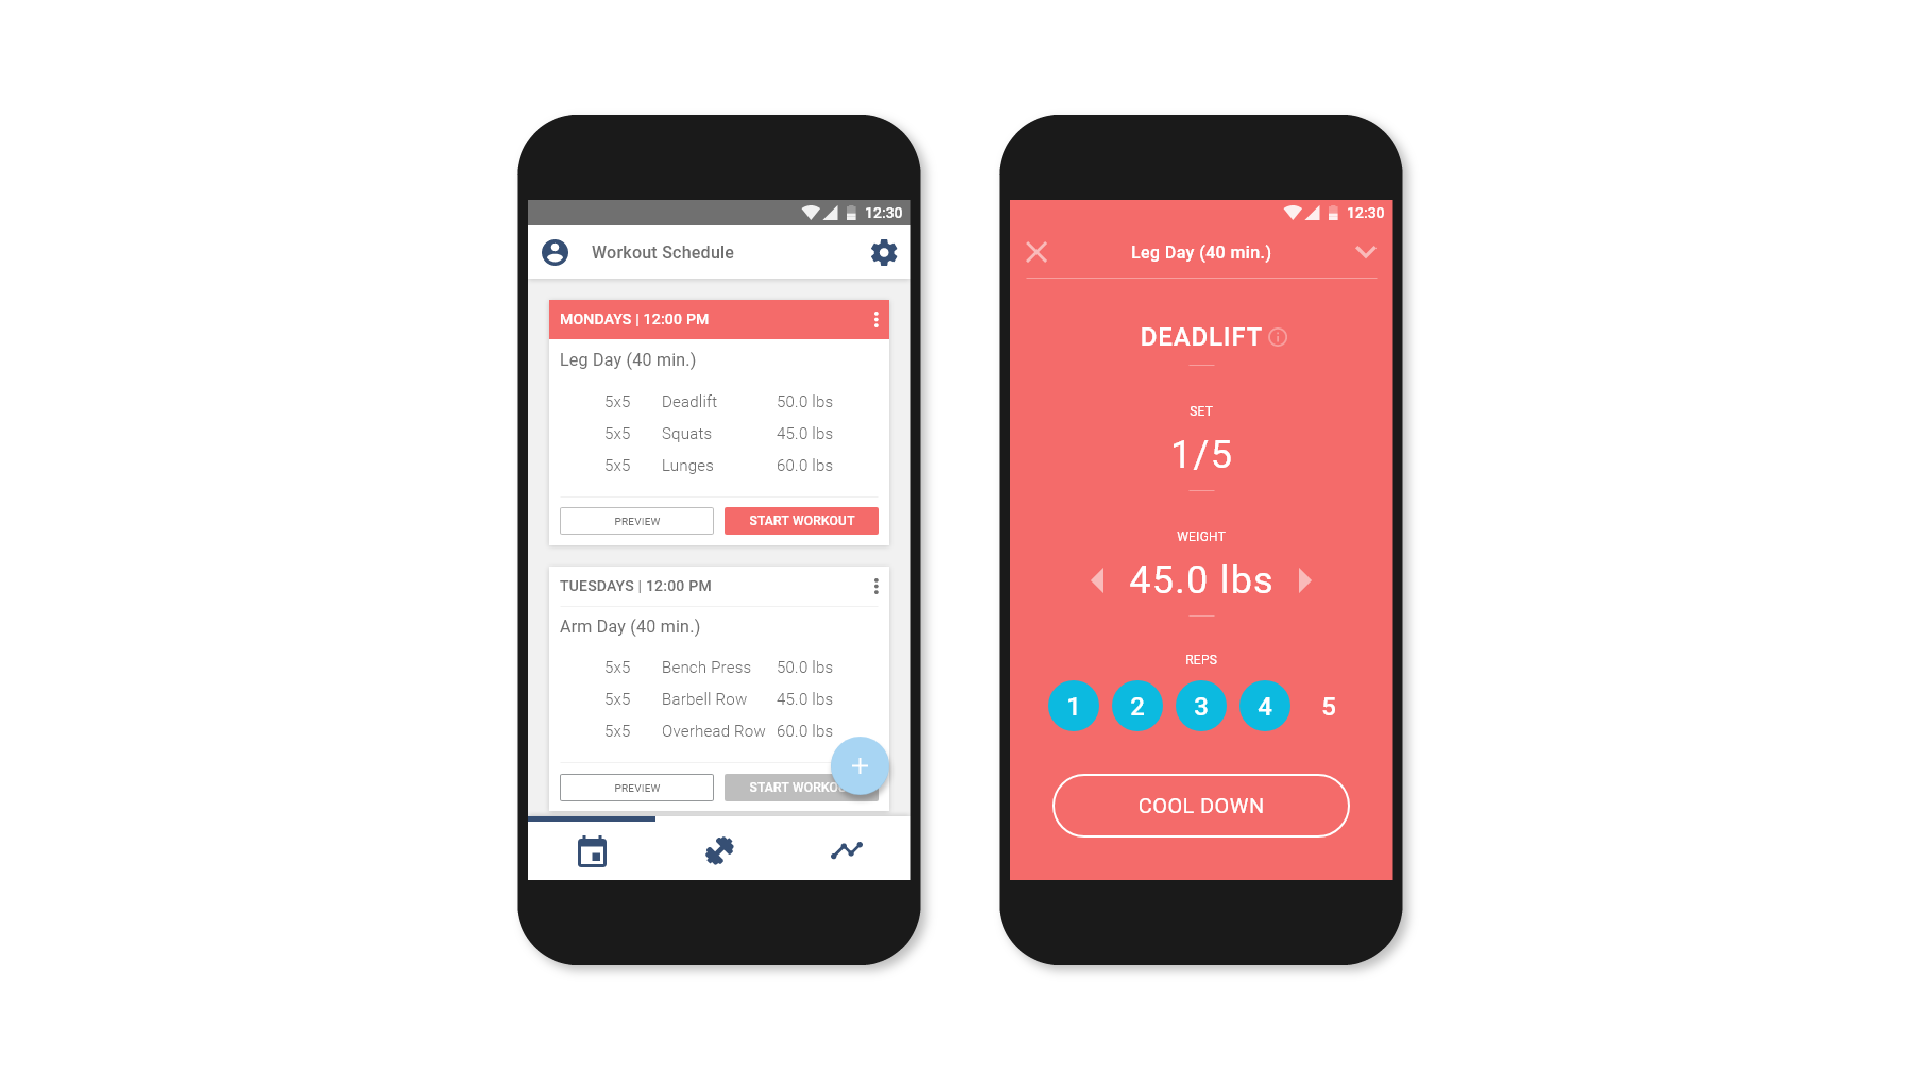 12:30
Workout Schedule
MONDAYS | 12:00 PM
Leg Day (40 min.)
5x5 Deadlift 50.0 lbs
5x5 Squats 45.0 lbs
5x5 Lunges 60.0 lbs
PREVIEW START WORKOUT
TUESDAYS | 12:00 PM
Arm Day (40 min.)
5x5 Bench Press 50.0 lbs
5x5 Barbell Row 45.0 lbs
5x5 Overhead Row 60.0 lbs
+
PREVIEW START WORKO
12:30
Leg Day (40 min.)
DEADLIFT
SET
1/5
WEIGHT
45.0 lbs
REPS
1 2 3 4 5
COOL DOWN